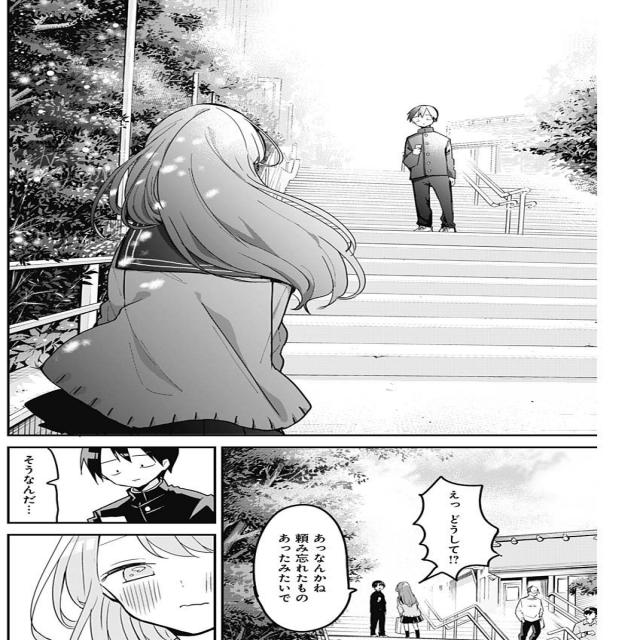 えっ どうして!?
あっなんかね
頼み忘れたもの
あったみたいで
そうなんだ…